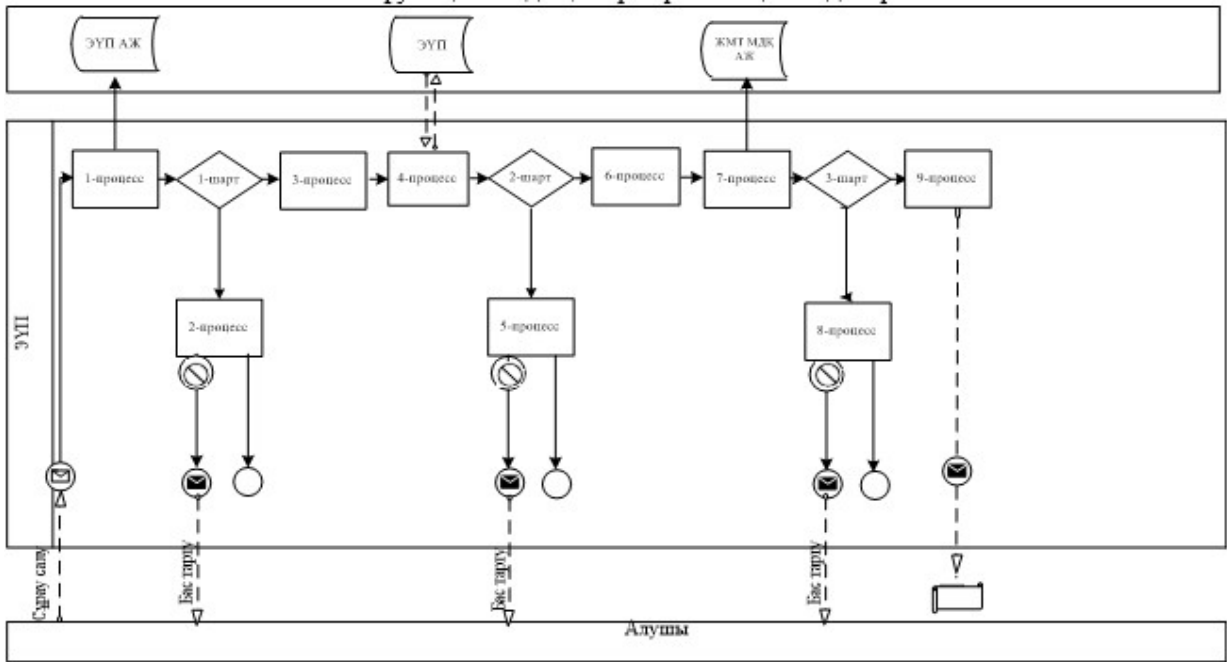 ЭҮП АЖ
ЭҮП
ЖМТ МДҚ
АЖ
1-процесс
1-шарт
3-процесс
4-процесс
2-шарт
6-процесс
7-процесс
3-шарт
9-процесс
2-процесс
5-процесс
8-процесс
ЭҮП
Сұрау салу
Бас тарту
Бас тарту
Бас тарту
Алушы